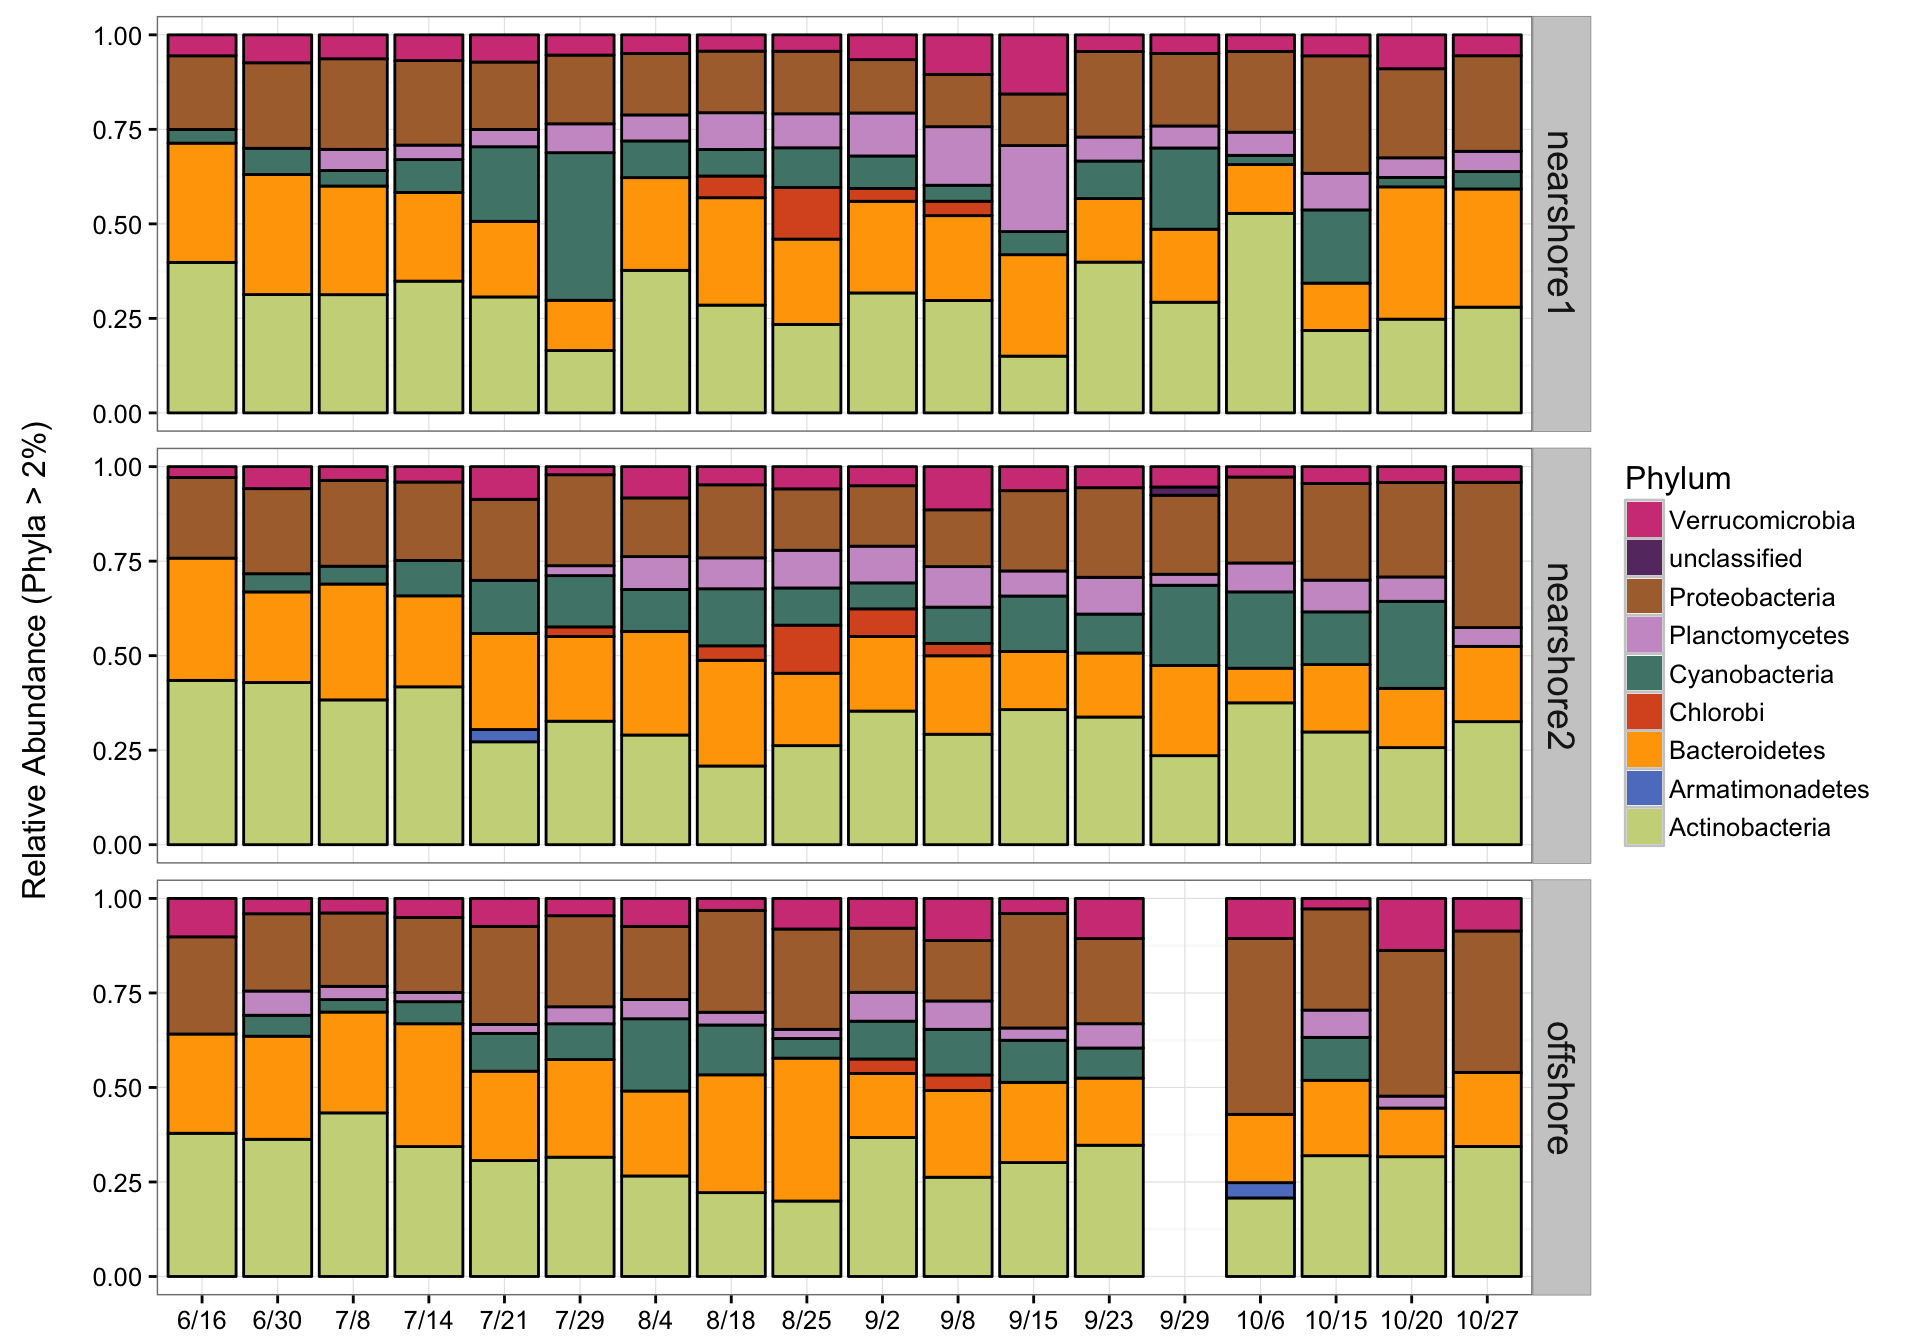 1.00
0.75
0.50
0.25
0.00
nearshore1
1.00
0.75
0.50
0.25
0.00
nearshore2
1.00
0.75
0.50
0.25
0.00
offshore
6/16 6/30 7/8 7/14 7/21 7/29 8/4 8/18 8/25 9/2 9/8 9/15 9/23 9/29 10/6 10/15 10/20 10/27
Relative Abundance (Phyla > 2%)
Phylum
Verrucomicrobia
unclassified
Proteobacteria
Planctomycetes
Cyanobacteria
Chlorobi
Bacteroidetes
Armatimonadetes
Actinobacteria